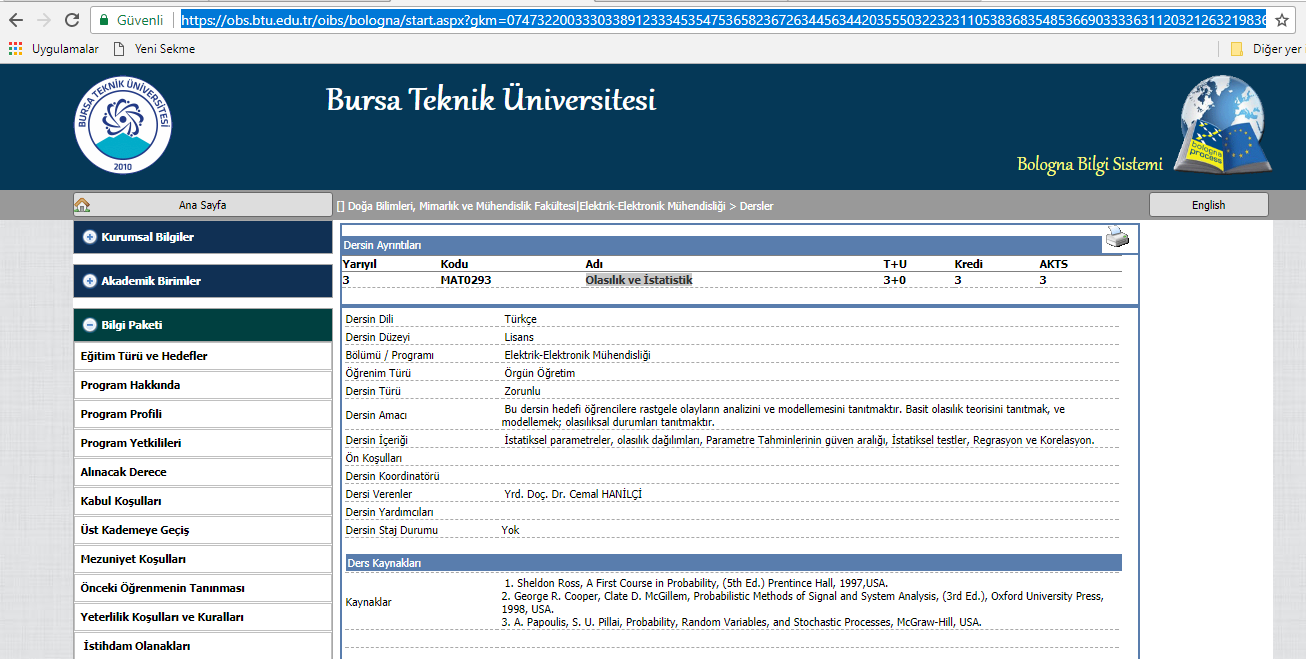 Güvenli
https://obs.btu.edu.tr/oibs/bologna/start.aspx?gkm=
Uygulamalar Yeni Sekme Diğer yer
BURSA TEKNİK ÜNİVERSİTESİ
2010
Bursa Teknik Üniversitesi
bologna process
Bologna Bilgi Sistemi
Ana Sayfa
[] Doğa Bilimleri, Mimarlık ve Mühendislik Fakültesi|Elektrik-Elektronik Mühendisliği > Dersler
English
Kurumsal Bilgiler
Akademik Birimler
Bilgi Paketi
Eğitim Türü ve Hedefler
Program Hakkında
Program Profili
Program Yetkilileri
Alınacak Derece
Kabul Koşulları
Üst Kademeye Geçiş
Mezuniyet Koşulları
Önceki Öğrenmenin Tanınması
Yeterlilik Koşulları ve Kuralları
İstihdam Olanakları
Dersin Ayrıntıları
Yarıyıl Kodu Adı T+U Kredi AKTS
3 MAT0293 Olasılık ve İstatistik 3+0 3 3
Dersin Dili Türkçe
Dersin Düzeyi Lisans
Bölümü / Programı Elektrik-Elektronik Mühendisliği
Öğrenim Türü Örgün Öğretim
Dersin Türü Zorunlu
Dersin Amacı Bu dersin hedefi öğrencilere rastgele olayların analizini ve modellemesini tanıtmaktır. Basit olasılık teorisini tanıtmak, ve
modellemek; olasılıksal durumları tanıtmaktır.
Dersin İçeriği İstatiksel parametreler, olasılık dağılımları, Parametre Tahminlerinin güven aralığı, İstatiksel testler, Regrasyon ve Korelasyon.
Ön Koşulları
Dersin Koordinatörü
Dersi Verenler Yrd. Doç. Dr. Cemal HANİLÇİ
Dersin Yardımcıları
Dersin Staj Durumu Yok
Ders Kaynakları
Kaynaklar
1. Sheldon Ross, A First Course in Probability, (5th Ed.) Prentince Hall, 1997,USA.
2. George R. Cooper, Clate D. McGillem, Probabilistic Methods of Signal and System Analysis, (3rd Ed.), Oxford University Press,
1998, USA.
3. A. Papoulis, S. U. Pillai, Probability, Random Variables, and Stochastic Processes, McGraw-Hill, USA.